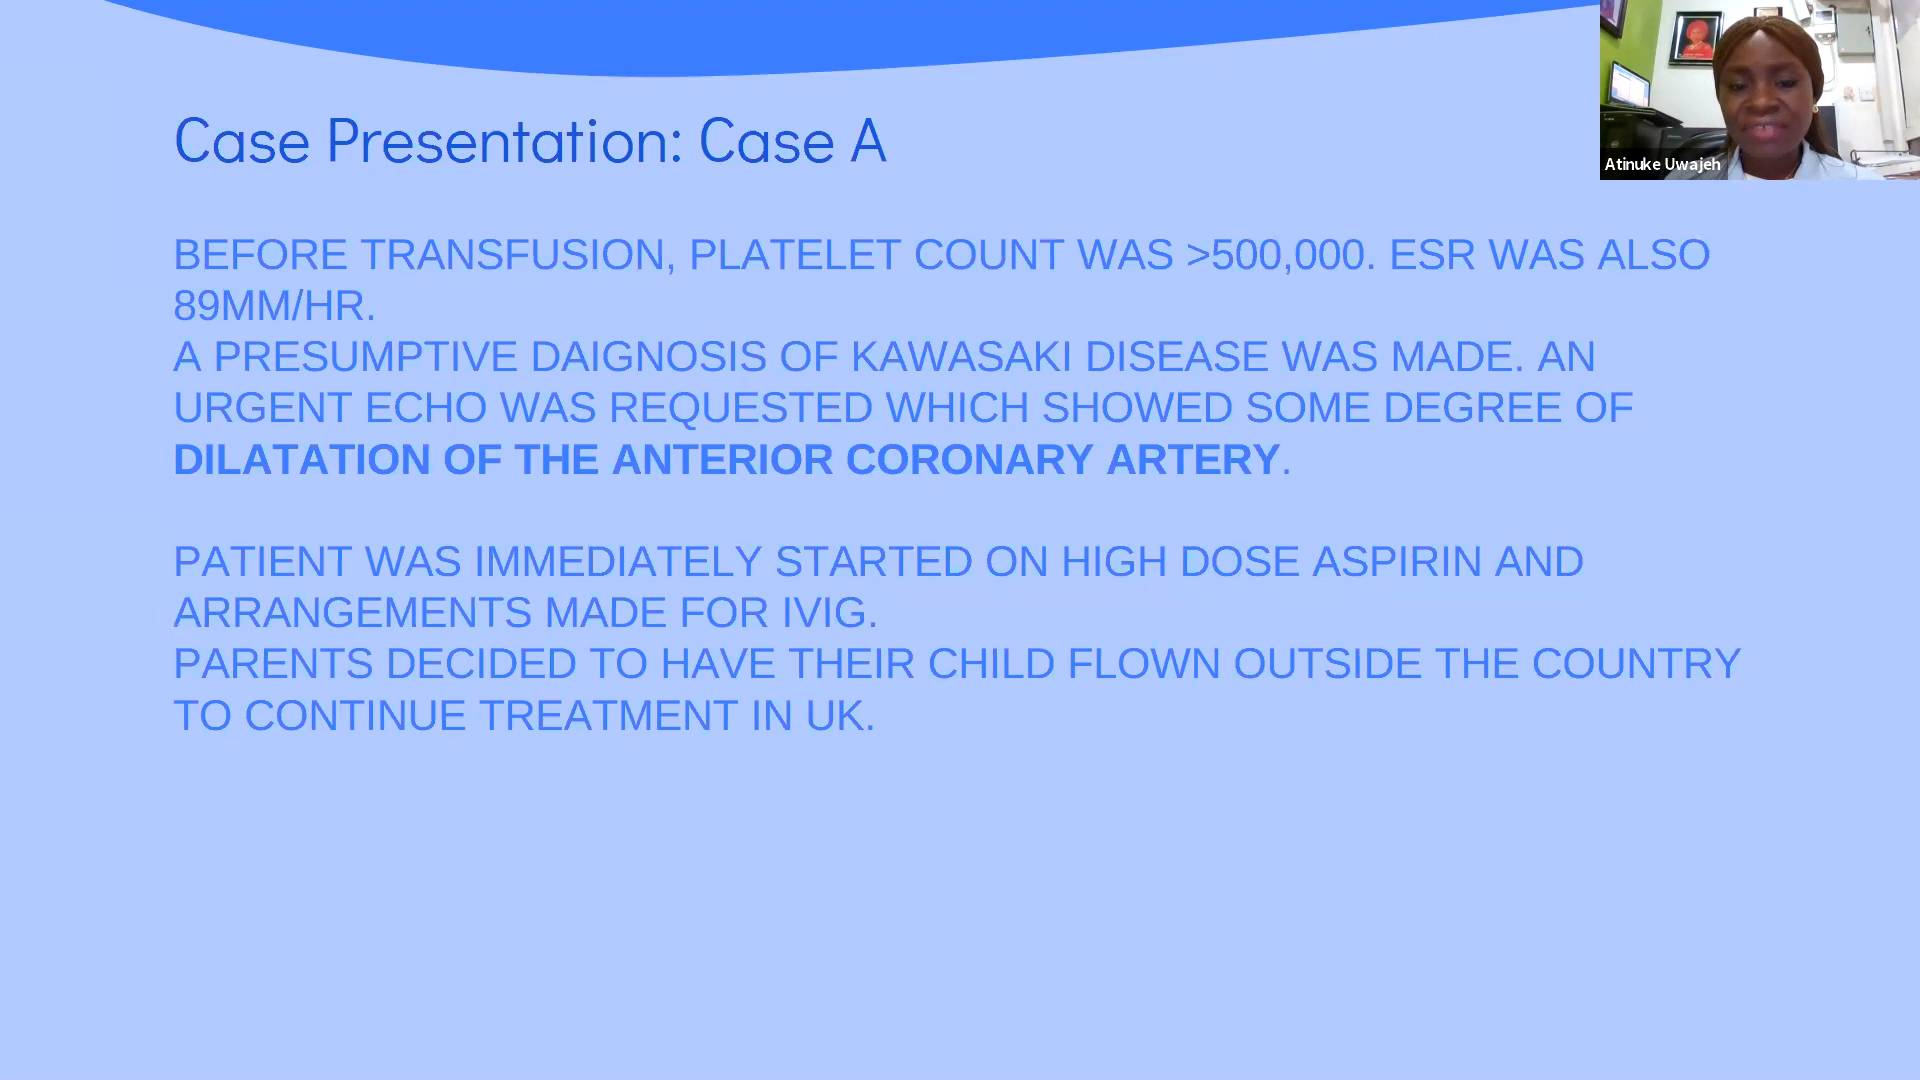 Case Presentation: Case A
Atinuke Uwajeh
BEFORE TRANSFUSION, PLATELET COUNT WAS >500,000. ESR WAS ALSO
89MM/HR.
A PRESUMPTIVE DAIGNOSIS OF KAWASAKI DISEASE WAS MADE. AN
URGENT ECHO WAS REQUESTED WHICH SHOWED SOME DEGREE OF
DILATATION OF THE ANTERIOR CORONARY ARTERY.
PATIENT WAS IMMEDIATELY STARTED ON HIGH DOSE ASPIRIN AND
ARRANGEMENTS MADE FOR IVIG.
PARENTS DECIDED TO HAVE THEIR CHILD FLOWN OUTSIDE THE COUNTRY
TO CONTINUE TREATMENT IN UK.